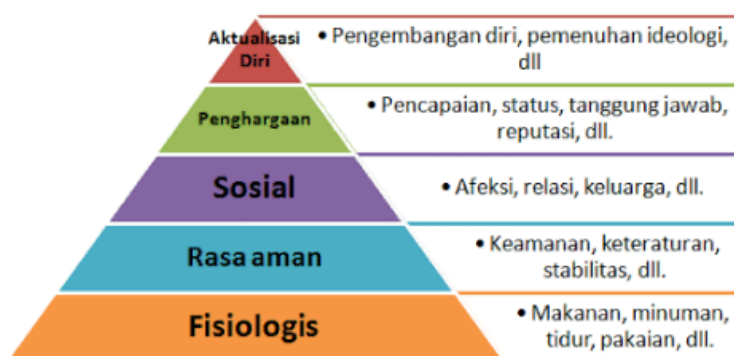 Aktualisasi
Diri
• Pengembangan diri, pemenuhan ideologi,
dll
Penghargaan
• Pencapaian, status, tanggung jawab,
reputasi, dll.
Sosial
• Afeksi, relasi, keluarga, dll.
Rasa aman
• Keamanan, keteraturan,
stabilitas, dll.
Fisiologis
• Makanan, minuman,
tidur, pakaian, dll.